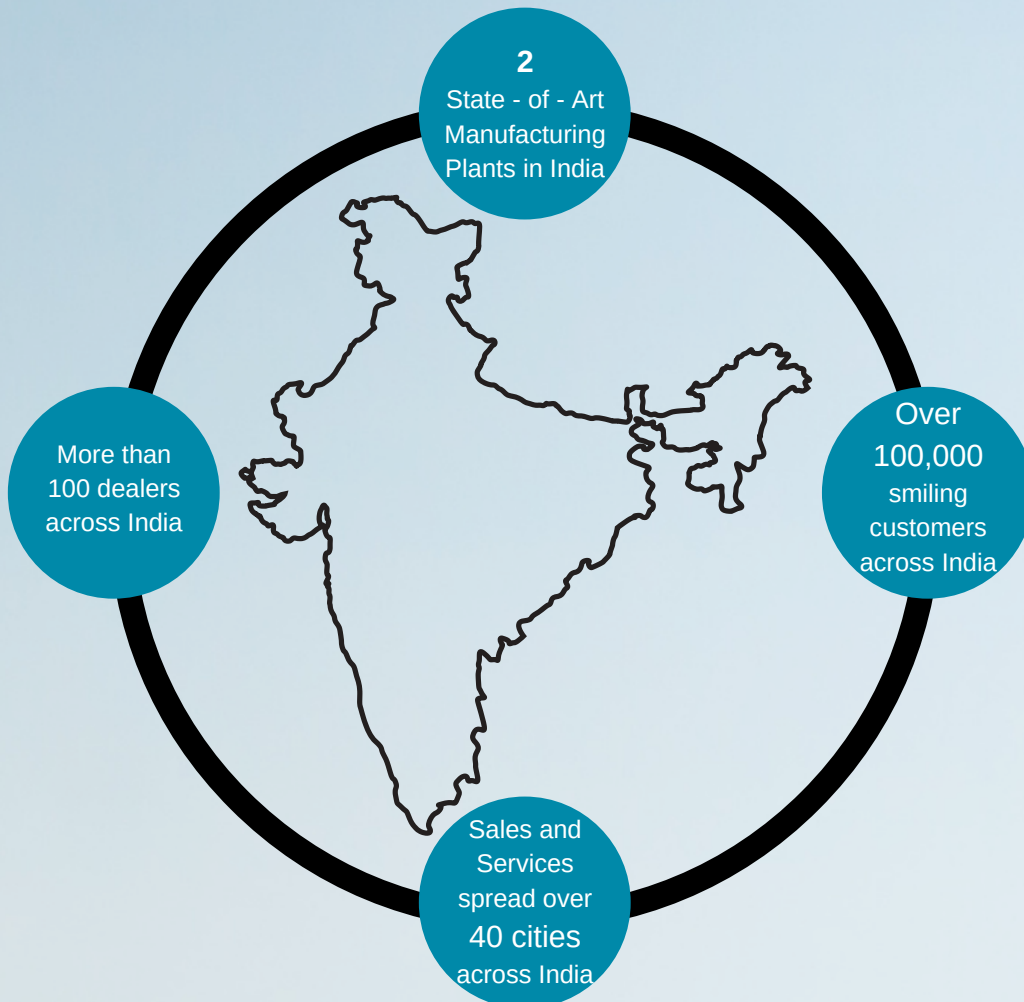 2
State - of - Art
Manufacturing
Plants in India
More than
100 dealers
across India
Over
100,000
smiling
customers
across India
Sales and
Services
spread over
40 cities
across India